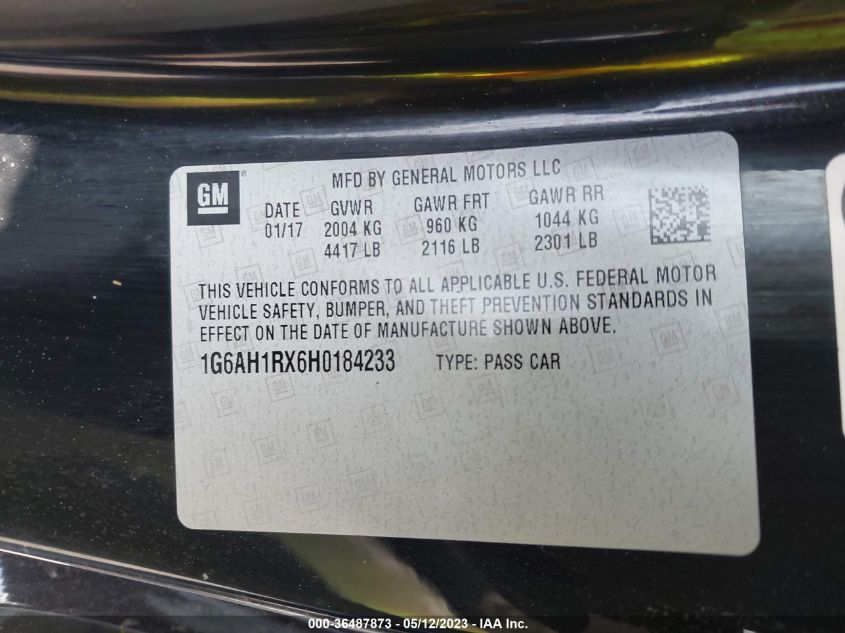 GM
MFD BY GENERAL MOTORS LLC
DATE GVWR GAWR FRT GAWR RR
01/17 2004 KG 960 KG 1044 KG
4417 LB 2116 LB 2301 LB
THIS VEHICLE CONFORMS TO ALL APPLICABLE U.S. FEDERAL MOTOR
VEHICLE SAFETY, BUMPER, AND THEFT PREVENTION STANDARDS IN
EFFECT ON THE DATE OF MANUFACTURE SHOWN ABOVE.
1G6AH1RX6H0184233 TYPE: PASS CAR
000-36487873 - 05/12/2023 - IAA Inc.